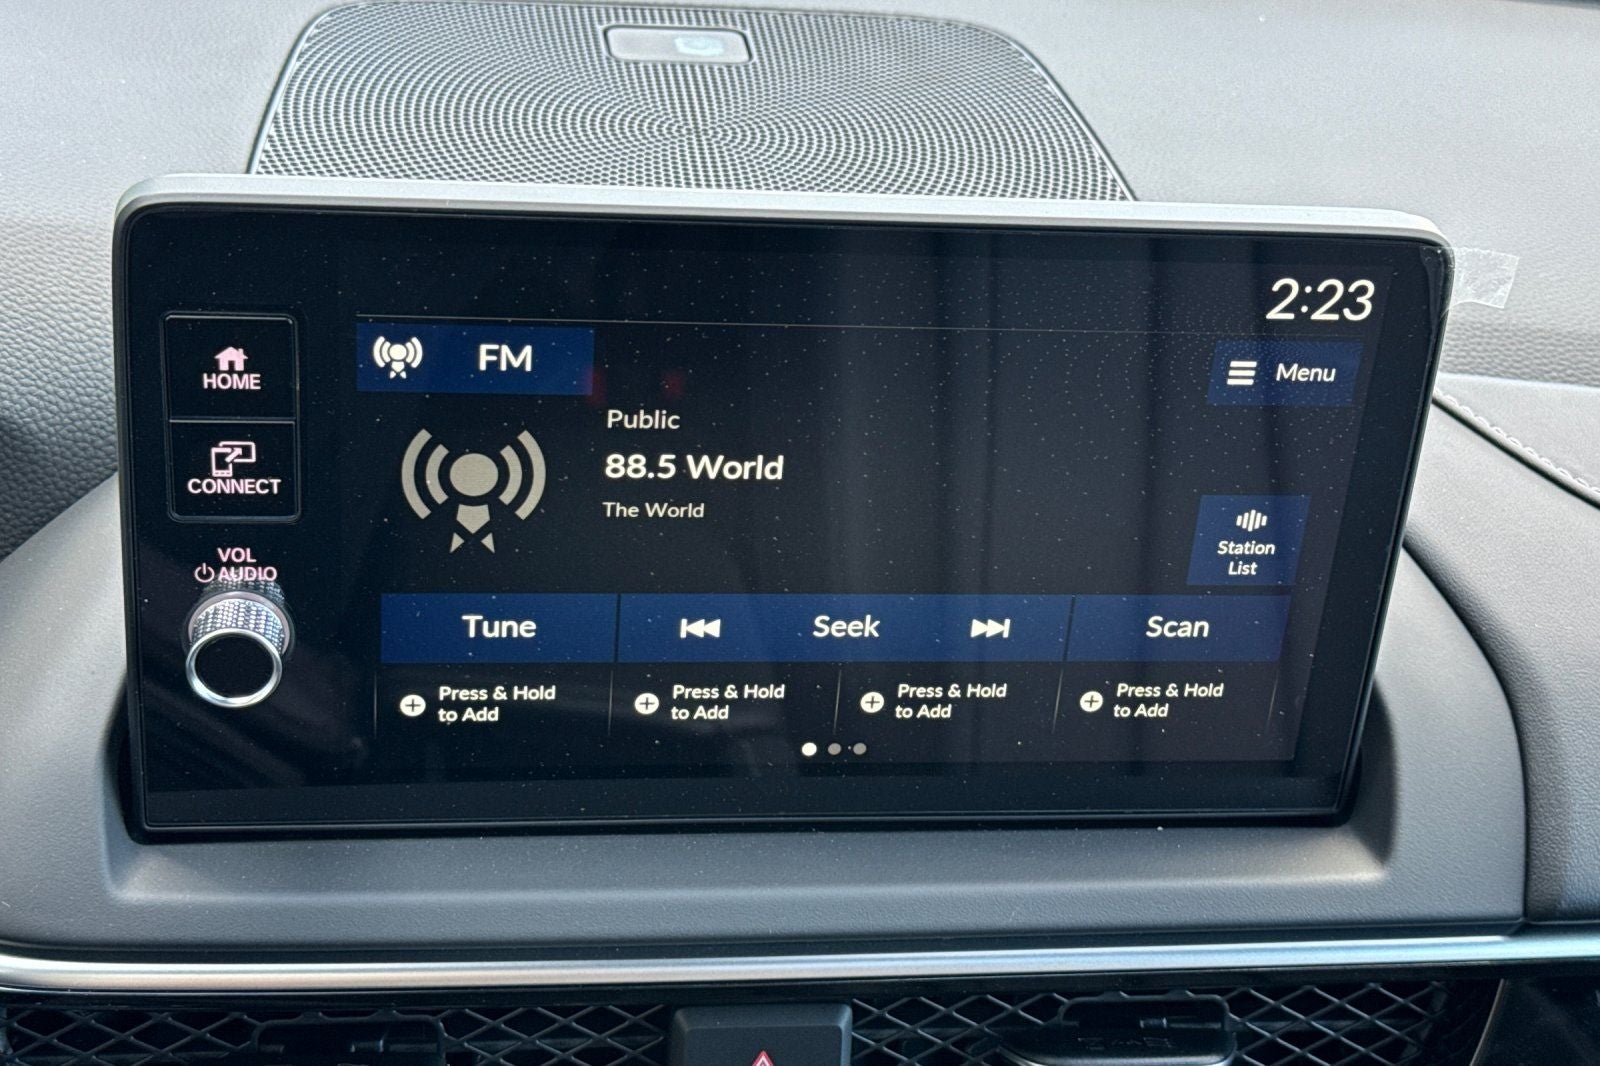 2:23
HOME
FM
Menu
Public
88.5 World
The World
CONNECT
Station
List
VOL
AUDIO
Tune
Seek
Scan
Press & Hold
to Add
Press & Hold
to Add
Press & Hold
to Add
Press & Hold
to Add